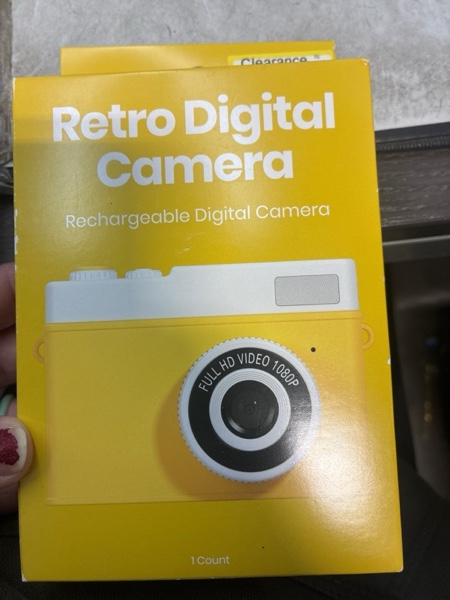 Clearance
Retro Digital
Camera
Rechargeable Digital Camera
FULL HD VIDEO 1080P
1 Count